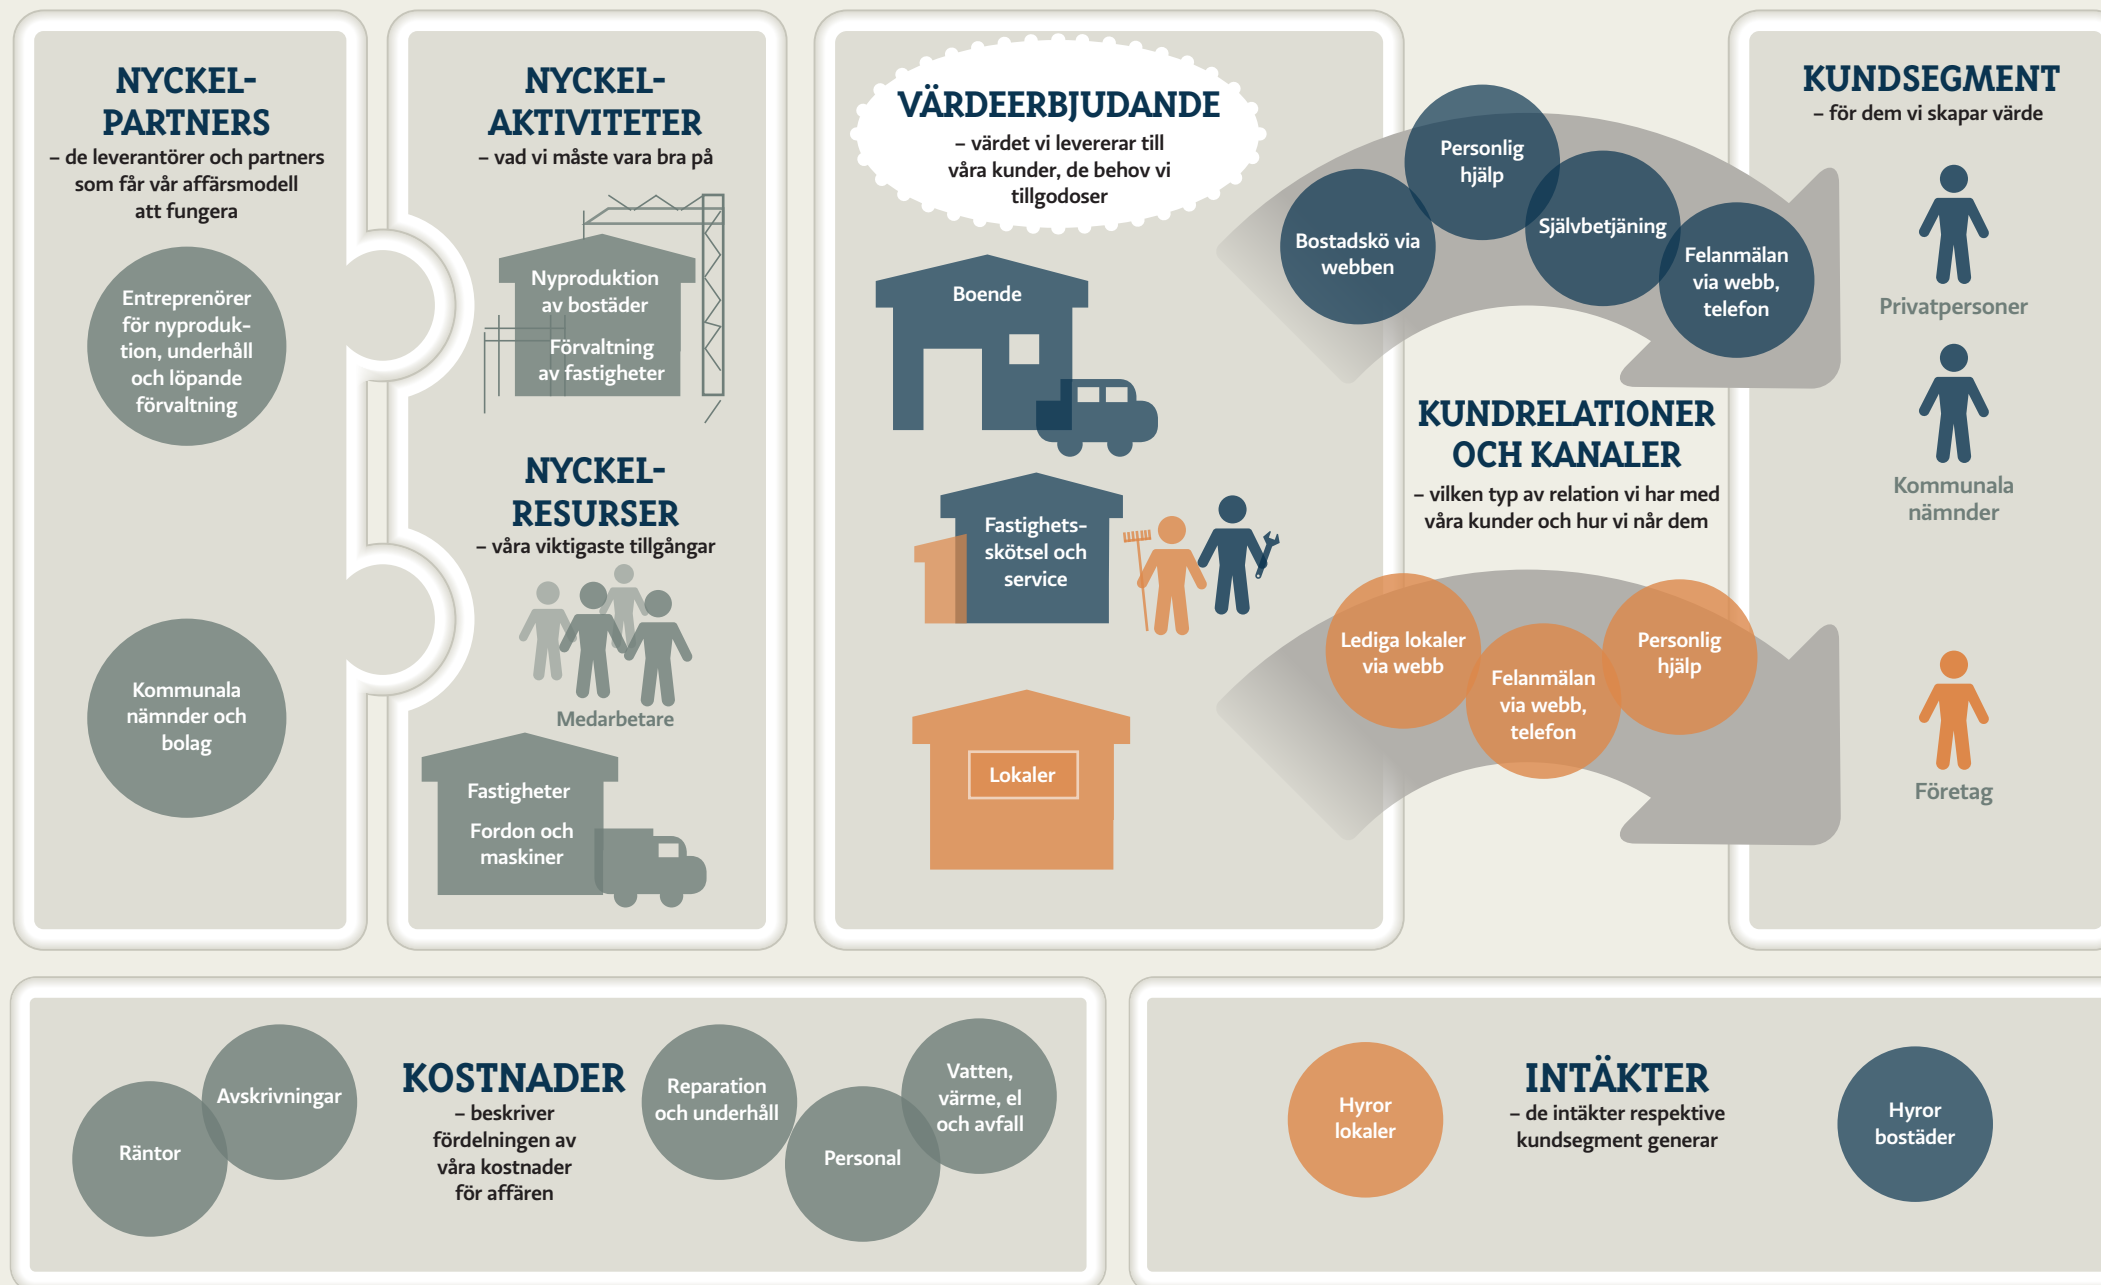 NYCKEL-
PARTNERS
– de leverantörer och partners
som får vår affärsmodell
att fungera
Entreprenörer
för nyproduk-
tion, underhåll
och löpande
förvaltning
Kommunala
nämnder och
bolag
NYCKEL-
AKTIVITETER
– vad vi måste vara bra på
Nyproduktion
av bostäder
Förvaltning
av fastigheter
NYCKEL-
RESURSER
– våra viktigaste tillgångar
Medarbetare
Fastigheter
Fordon och
maskiner
VÄRDEERBJUDANDE
– värdet vi levererar till
våra kunder, de behov vi
tillgodoser
Boende
Fastighets-
skötsel och
service
Lokaler
Bostadskö via
webben
Personlig
hjälp
Självbetjäning
Felanmälan
via webb,
telefon
KUNDRELATIONER
OCH KANALER
– vilken typ av relation vi har med
våra kunder och hur vi når dem
Lediga lokaler
via webb
Felanmälan
via webb,
telefon
Personlig
hjälp
KUNDSEGMENT
– för dem vi skapar värde
Privatpersoner
Kommunala
nämnder
Företag
Räntor
Avskrivningar
KOSTNADER
– beskriver
fördelningen av
våra kostnader
för affären
Reparation
och underhåll
Personal
Vatten,
värme, el
och avfall
Hyror
lokaler
INTÄKTER
– de intäkter respektive
kundsegment generar
Hyror
bostäder